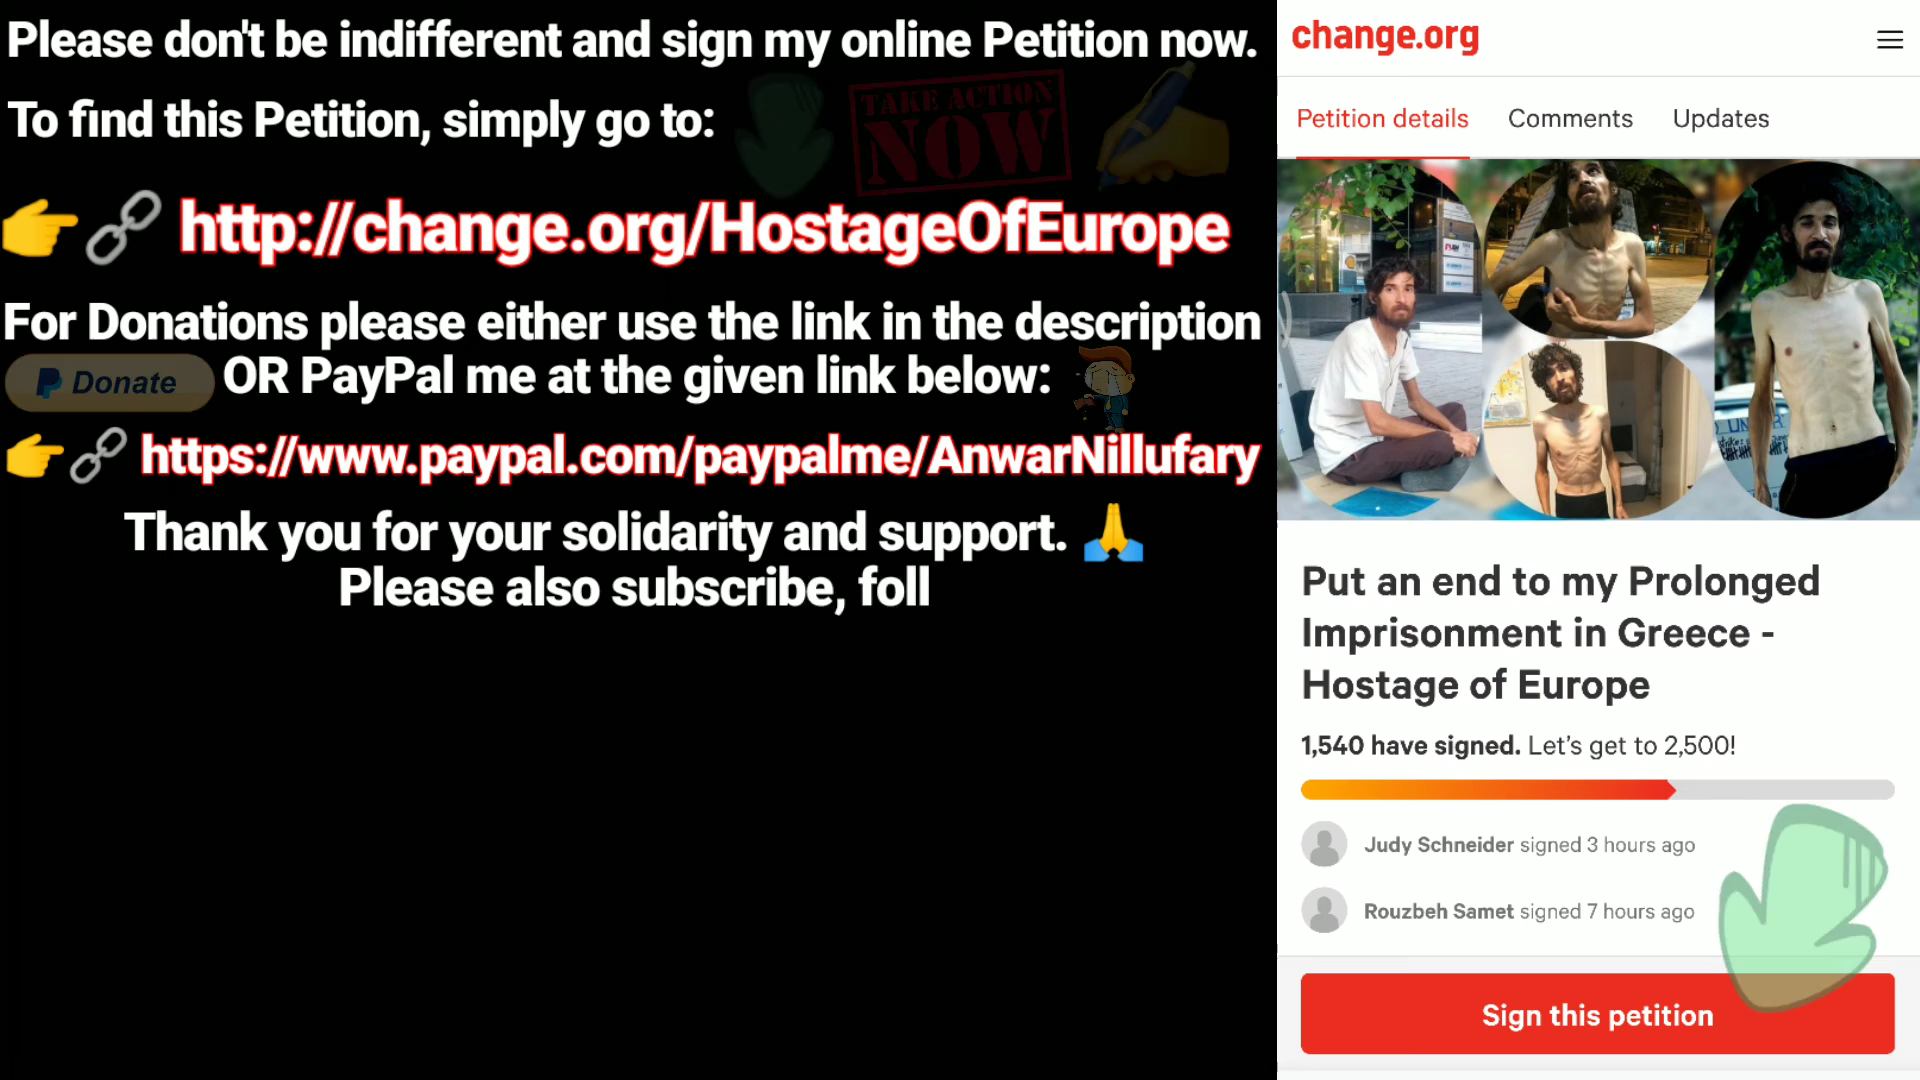 Please don't be indifferent and sign my online Petition now.
To find this Petition, simply go to:
TAKE ACTION
NOW
http://change.org/HostageOfEurope
For Donations please either use the link in the description
Donate OR PayPal me at the given link below:
https://www.paypal.com/paypalme/AnwarNillufary
Thank you for your solidarity and support.
Please also subscribe, foll
change.org
Petition details Comments Updates
Put an end to my Prolonged
Imprisonment in Greece -
Hostage of Europe
1,540 have signed. Let's get to 2,500!
Judy Schneider signed 3 hours ago
Rouzbeh Samet signed 7 hours ago
Sign this petition